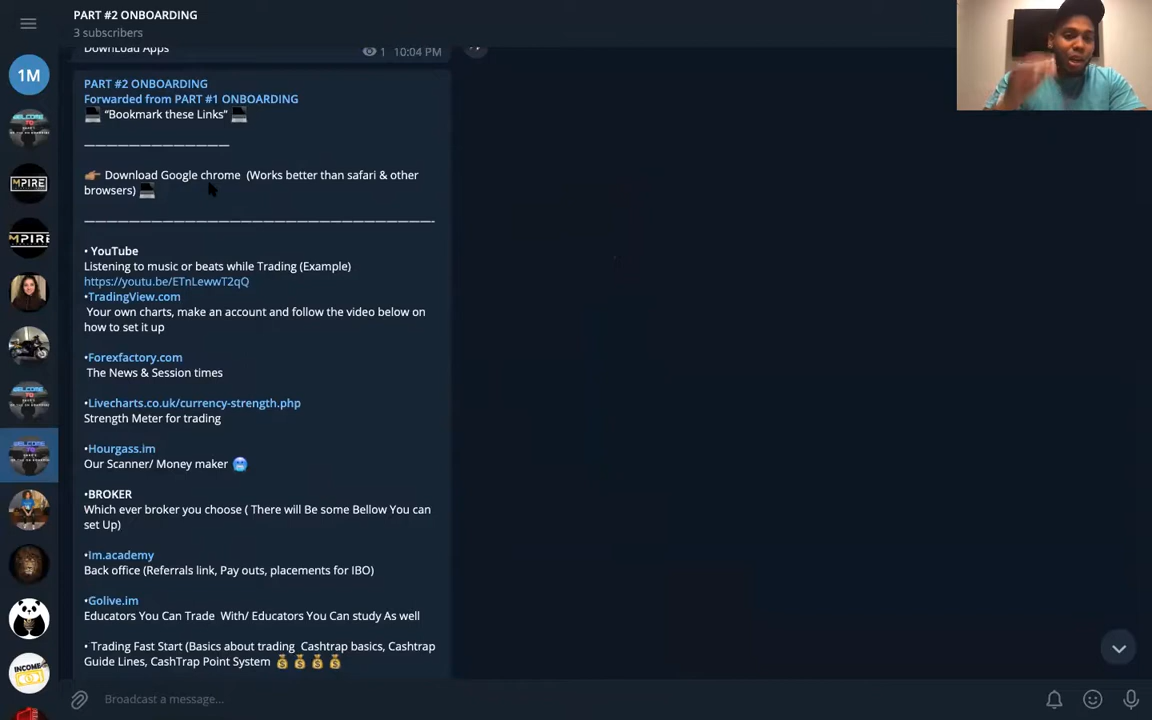 PART #2 ONBOARDING
3 subscribers
DownLoad Apps
1 10:04 PM
1M
MPIRE
MPIRE
INCOME
PART #2 ONBOARDING
Forwarded from PART #1 ONBOARDING
“Bookmark these Links”
—————————————
Download Google chrome (Works better than safari & other
browsers)
———————————————————————————————-
• YouTube
Listening to music or beats while Trading (Example)
https://youtu.be/ETnLewwT2qQ
•TradingView.com
Your own charts, make an account and follow the video below on
how to set it up
•Forexfactory.com
The News & Session times
•Livecharts.co.uk/currency-strength.php
Strength Meter for trading
•Hourgass.im
Our Scanner/ Money maker
•BROKER
Which ever broker you choose ( There will Be some Bellow You can
set Up)
•Im.academy
Back office (Referrals link, Pay outs, placements for IBO)
•Golive.im
Educators You Can Trade With/ Educators You Can study As well
• Trading Fast Start (Basics about trading Cashtrap basics, Cashtrap
Guide Lines, CashTrap Point System
Broadcast a message...